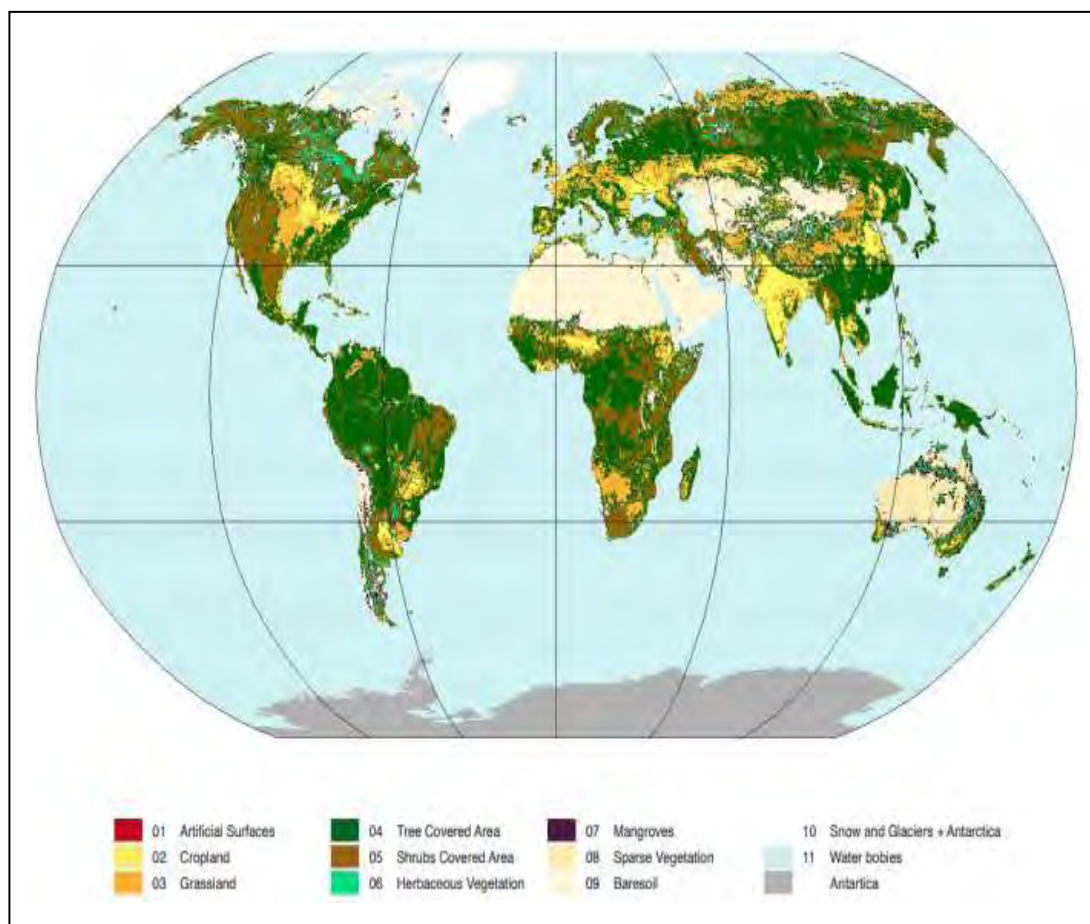 01 Artificial Surfaces
02 Cropland
03 Grassland
04 Tree Covered Area
05 Shrubs Covered Area
06 Herbaceous Vegetation
07 Mangroves
08 Sparse Vegetation
09 Baresoil
10 Snow and Glaciers + Antarctica
11 Water bobies
Antartica